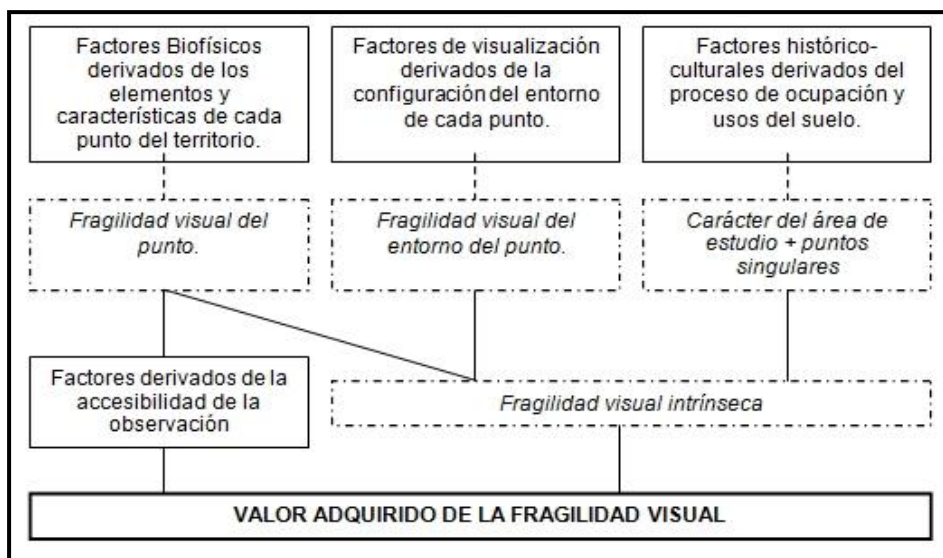 Factores Biofísicos
derivados de los
elementos y
características de cada
punto del territorio.
Factores de visualización
derivados de la
configuración del entorno
de cada punto.
Factores histórico-
culturales derivados del
proceso de ocupación y
usos del suelo.
Fragilidad visual del
punto.
Fragilidad visual del
entorno del punto.
Carácter del área de
estudio + puntos
singulares
Factores derivados de la
accesibilidad de la
observación
Fragilidad visual intrínseca
VALOR ADQUIRIDO DE LA FRAGILIDAD VISUAL